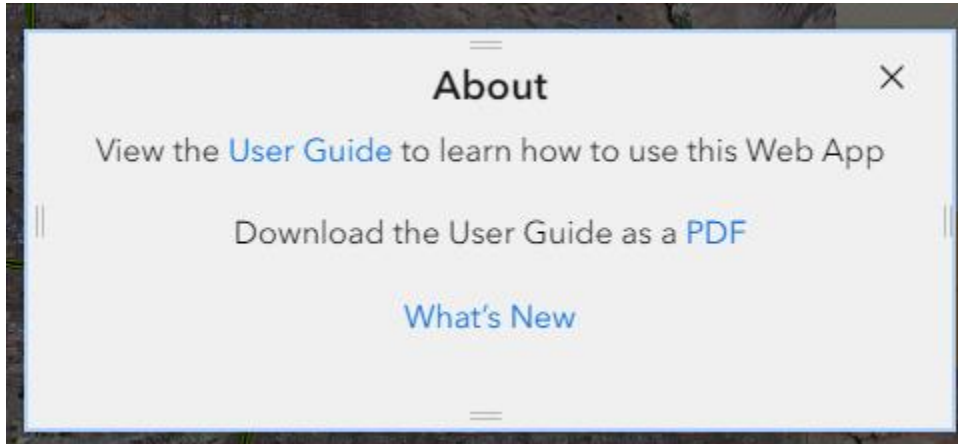 About
View the User Guide to learn how to use this Web App
Download the User Guide as a PDF
What's New